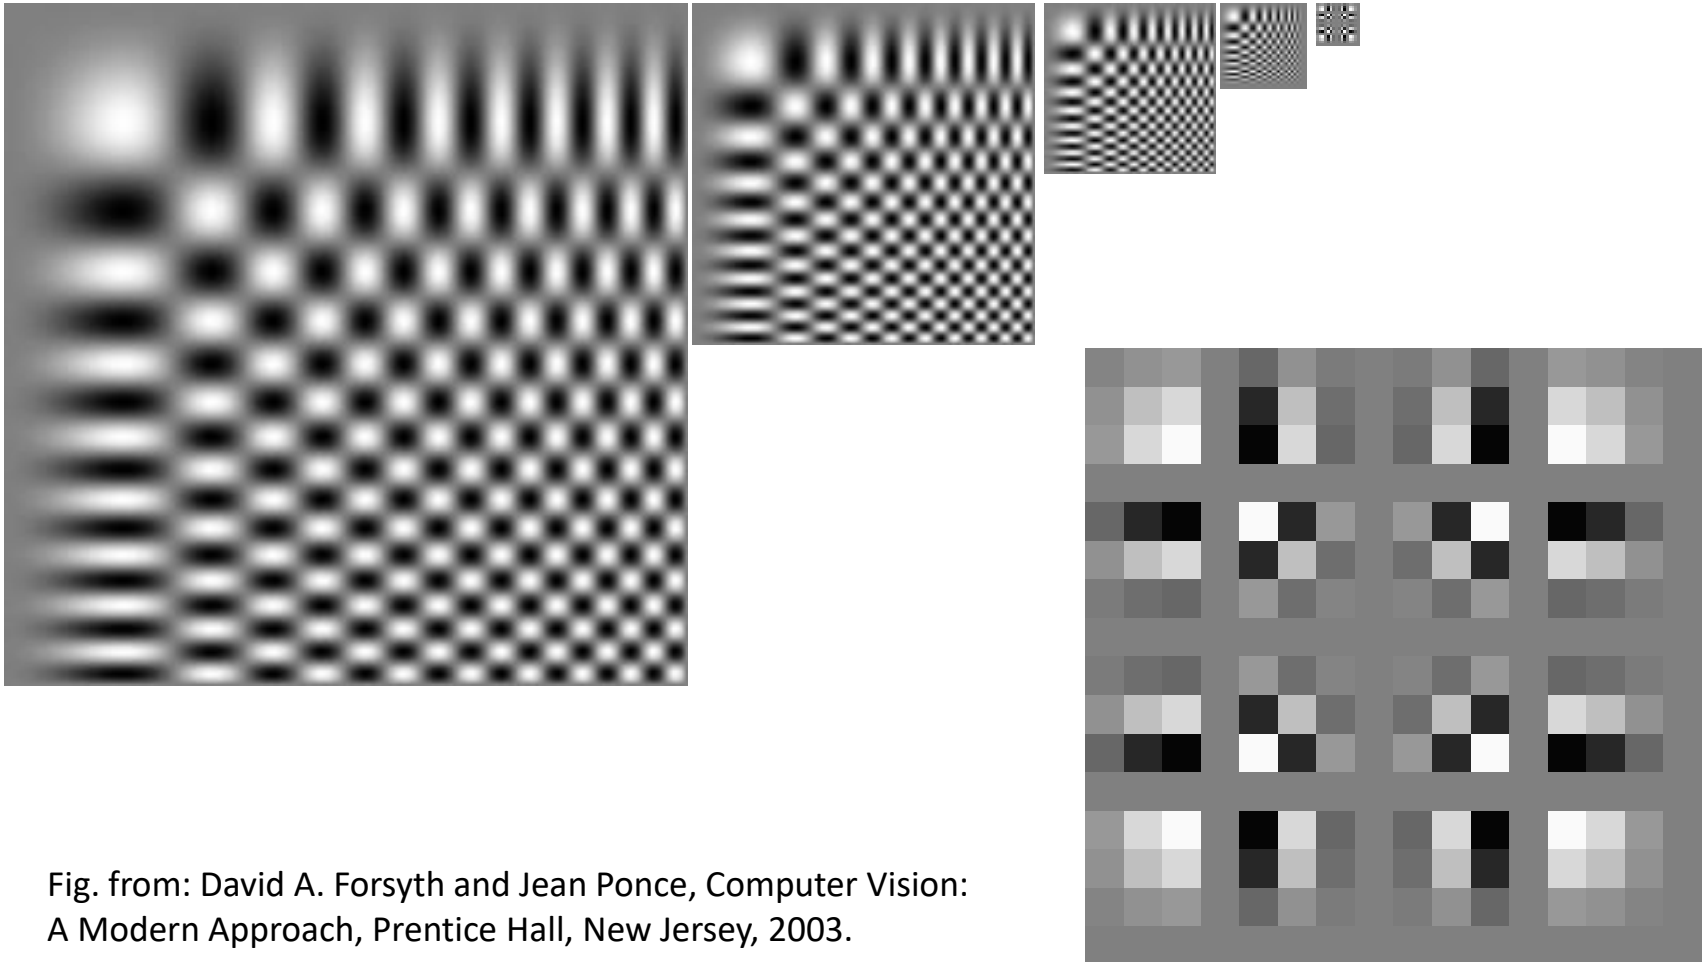 Fig. from: David A. Forsyth and Jean Ponce, Computer Vision:
A Modern Approach, Prentice Hall, New Jersey, 2003.